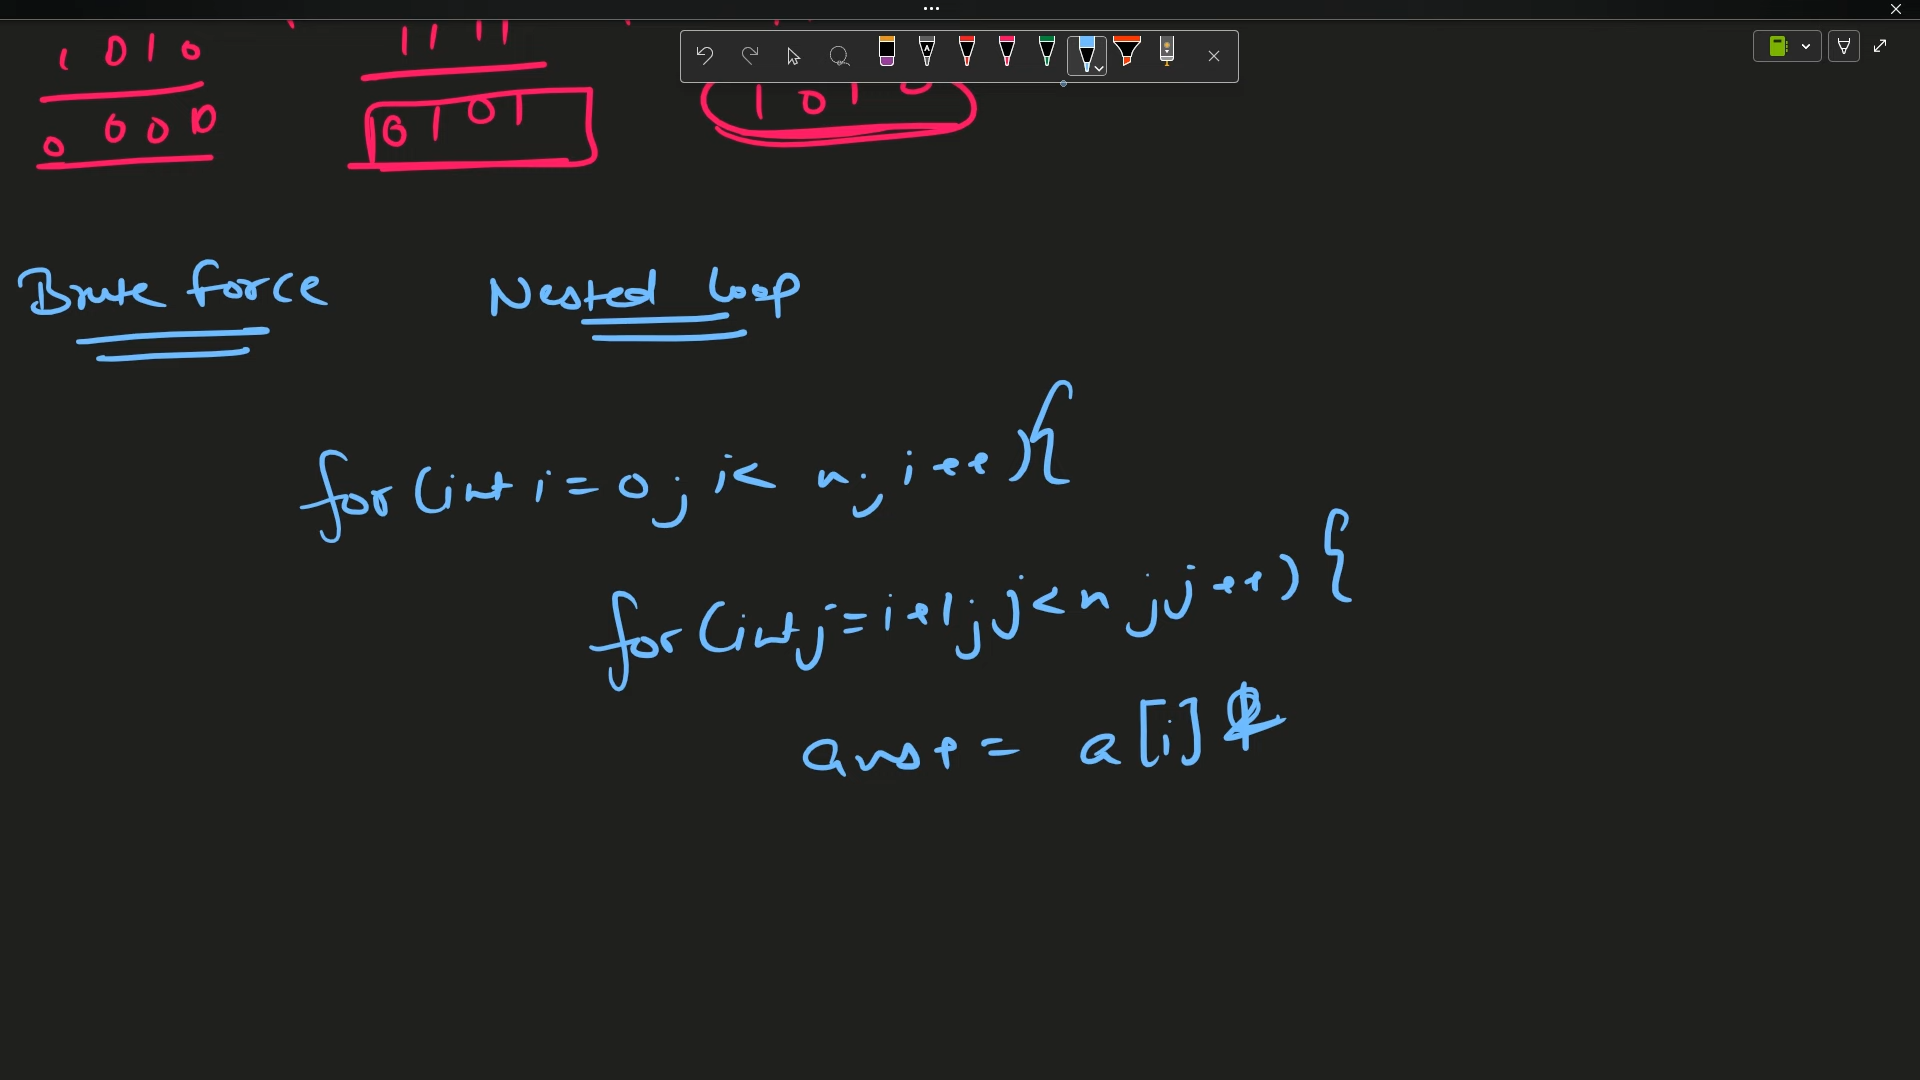 1 0 1 0
1 1 1 1
0 0 0 0
0 1 0 1
1 0 1 0
Brute force Nested loop
for(int i=0; i< n; i++){
for(int j=i+1; j<n ; j++){
ans+= a[i]